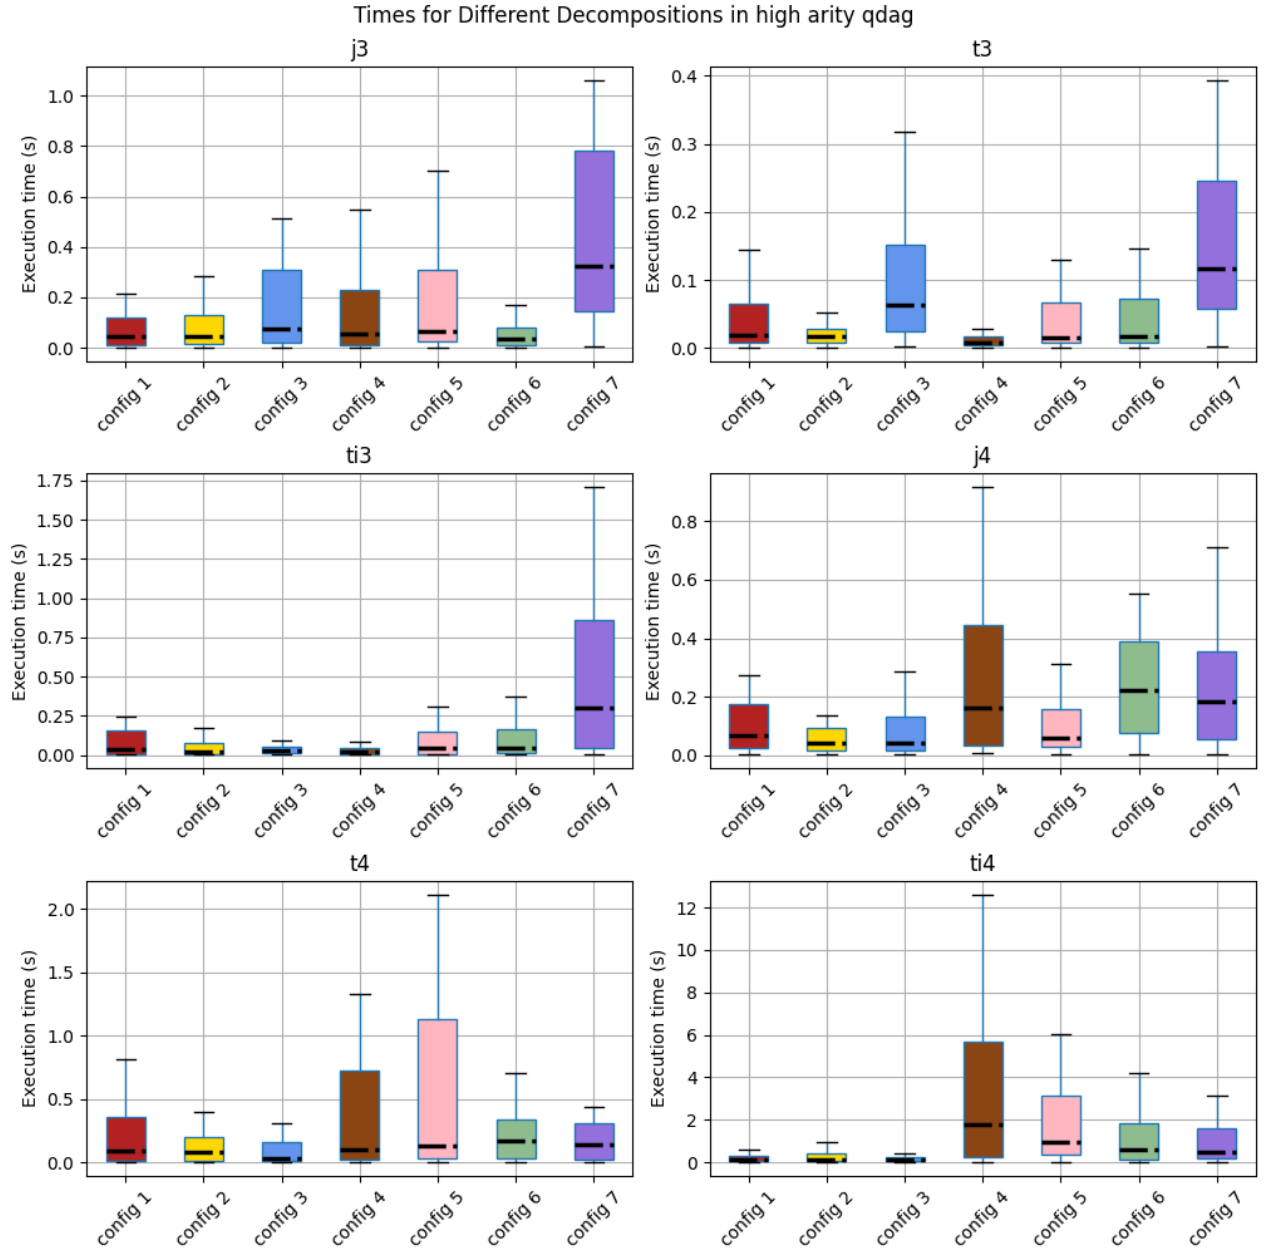 Times for Different Decompositions in high arity qdag
j3
Execution time (s)
1.0
0.8
0.6
0.4
0.2
0.0
config 1
config 2
config 3
config 4
config 5
config 6
config 7
t3
Execution time (s)
0.4
0.3
0.2
0.1
0.0
config 1
config 2
config 3
config 4
config 5
config 6
config 7
ti3
Execution time (s)
1.75
1.50
1.25
1.00
0.75
0.50
0.25
0.00
config 1
config 2
config 3
config 4
config 5
config 6
config 7
j4
Execution time (s)
0.8
0.6
0.4
0.2
0.0
config 1
config 2
config 3
config 4
config 5
config 6
config 7
t4
Execution time (s)
2.0
1.5
1.0
0.5
0.0
config 1
config 2
config 3
config 4
config 5
config 6
config 7
ti4
Execution time (s)
12
10
8
6
4
2
0
config 1
config 2
config 3
config 4
config 5
config 6
config 7